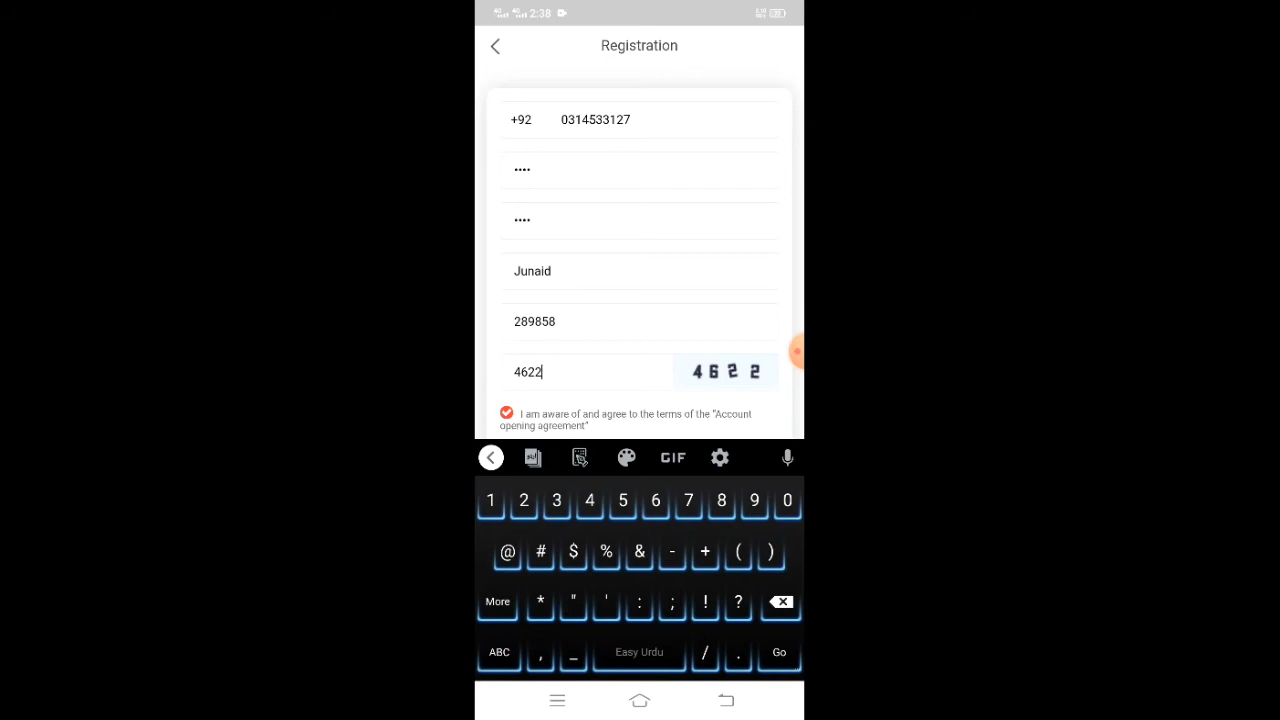 4G 4G 2:38
Registration
+92 0314533127
••••
••••
Junaid
289858
4622 4622
I am aware of and agree to the terms of the “Account
opening agreement”
GIF
1 2 3 4 5 6 7 8 9 0
@ # $ % & - + ( )
More * " ' : ; ! ?
ABC , _ Easy Urdu / . Go